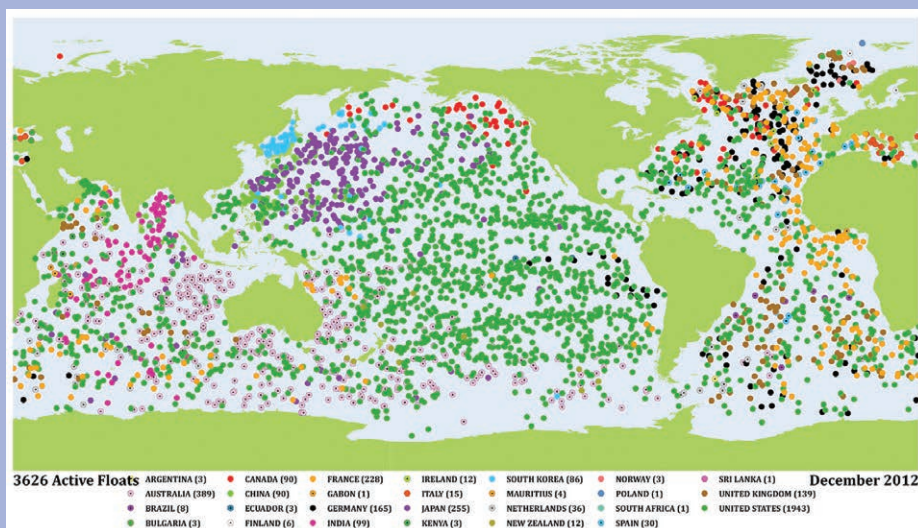 3626 Active Floats
December 2012
ARGENTINA (3) CANADA (90) FRANCE (228) IRELAND (12) SOUTH KOREA (86) NORWAY (3) SRI LANKA (1)
AUSTRALIA (389) CHINA (90) GABON (1) ITALY (15) MAURITIUS (4) POLAND (1) UNITED KINGDOM (139)
BRAZIL (8) ECUADOR (3) GERMANY (165) JAPAN (255) NETHERLANDS (36) SOUTH AFRICA (1) UNITED STATES (1943)
BULGARIA (3) FINLAND (6) INDIA (99) KENYA (3) NEW ZEALAND (12) SPAIN (30)